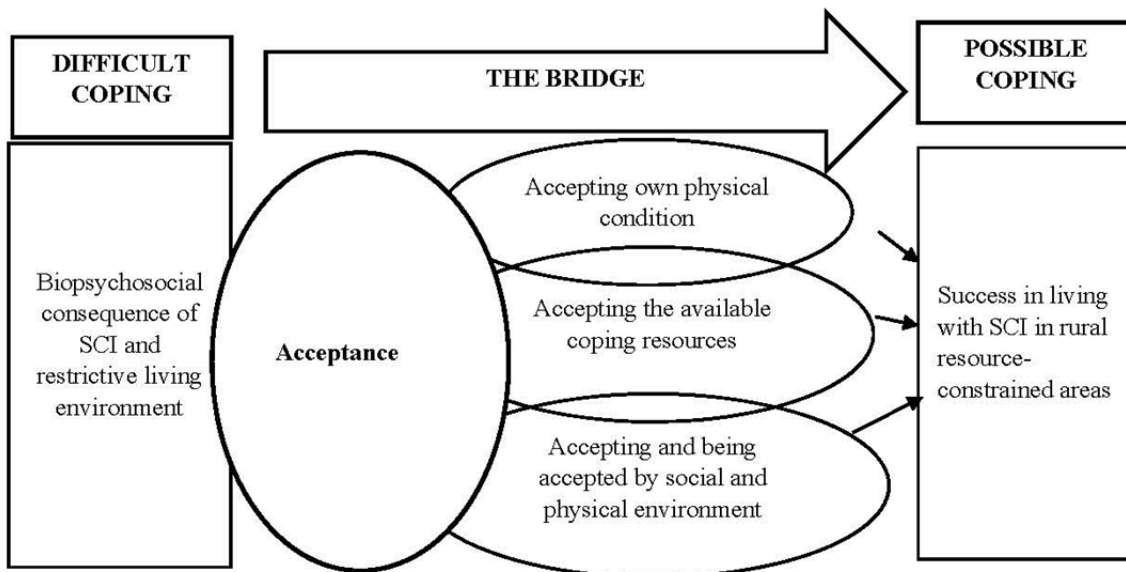 DIFFICULT
COPING
THE BRIDGE
POSSIBLE
COPING
Biopsychosocial
consequence of
SCI and
restrictive living
environment
Acceptance
Accepting own physical
condition
Accepting the available
coping resources
Accepting and being
accepted by social and
physical environment
Success in living
with SCI in rural
resource-
constrained areas